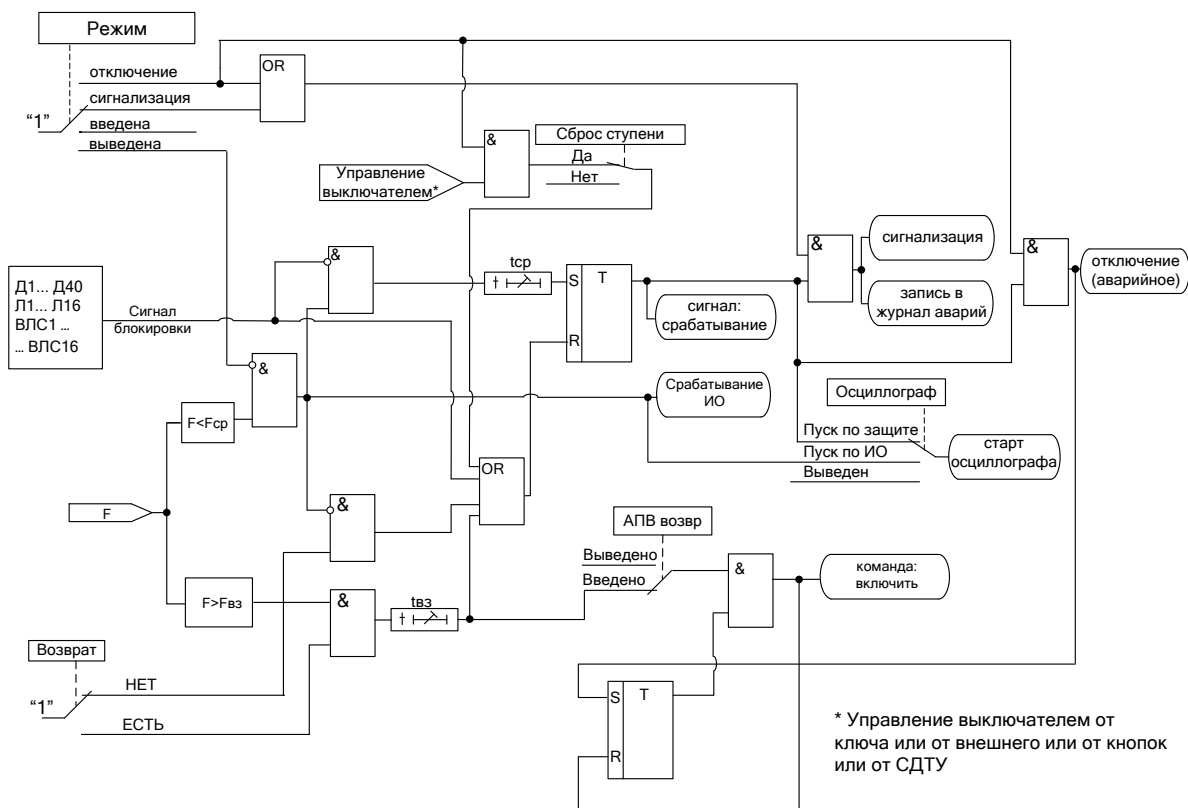 Режим
отключение
OR
сигнализация
"1"
введена
выведена
&
Сброс ступени
Да
Нет
Управление
выключателем*
&
tср
S
T
R
&
сигнализация
запись в
журнал аварий
&
отключение
(аварийное)
Д1... Д40
Л1... Л16
ВЛС1 ...
... ВЛС16
Сигнал
блокировки
сигнал:
срабатывание
&
F<Fср
Срабатывание
ИО
Осциллограф
Пуск по защите
Пуск по ИО
Выведен
старт
осциллографа
OR
F
&
АПВ возвр
Выведено
Введено
&
команда:
включить
F>Fвз
&
tвз
Возврат
"1"
НЕТ
ЕСТЬ
S
T
R
* Управление выключателем от
ключа или от внешнего или от кнопок
или от СДТУ